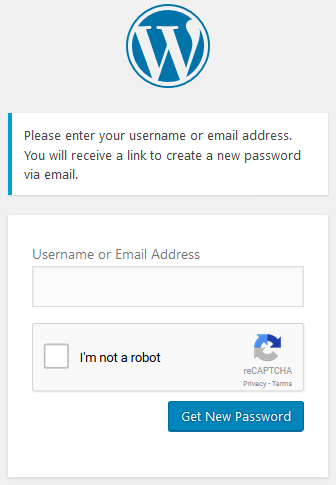 Please enter your username or email address.
You will receive a link to create a new password
via email.
Username or Email Address
I'm not a robot
reCAPTCHA
Privacy - Terms
Get New Password